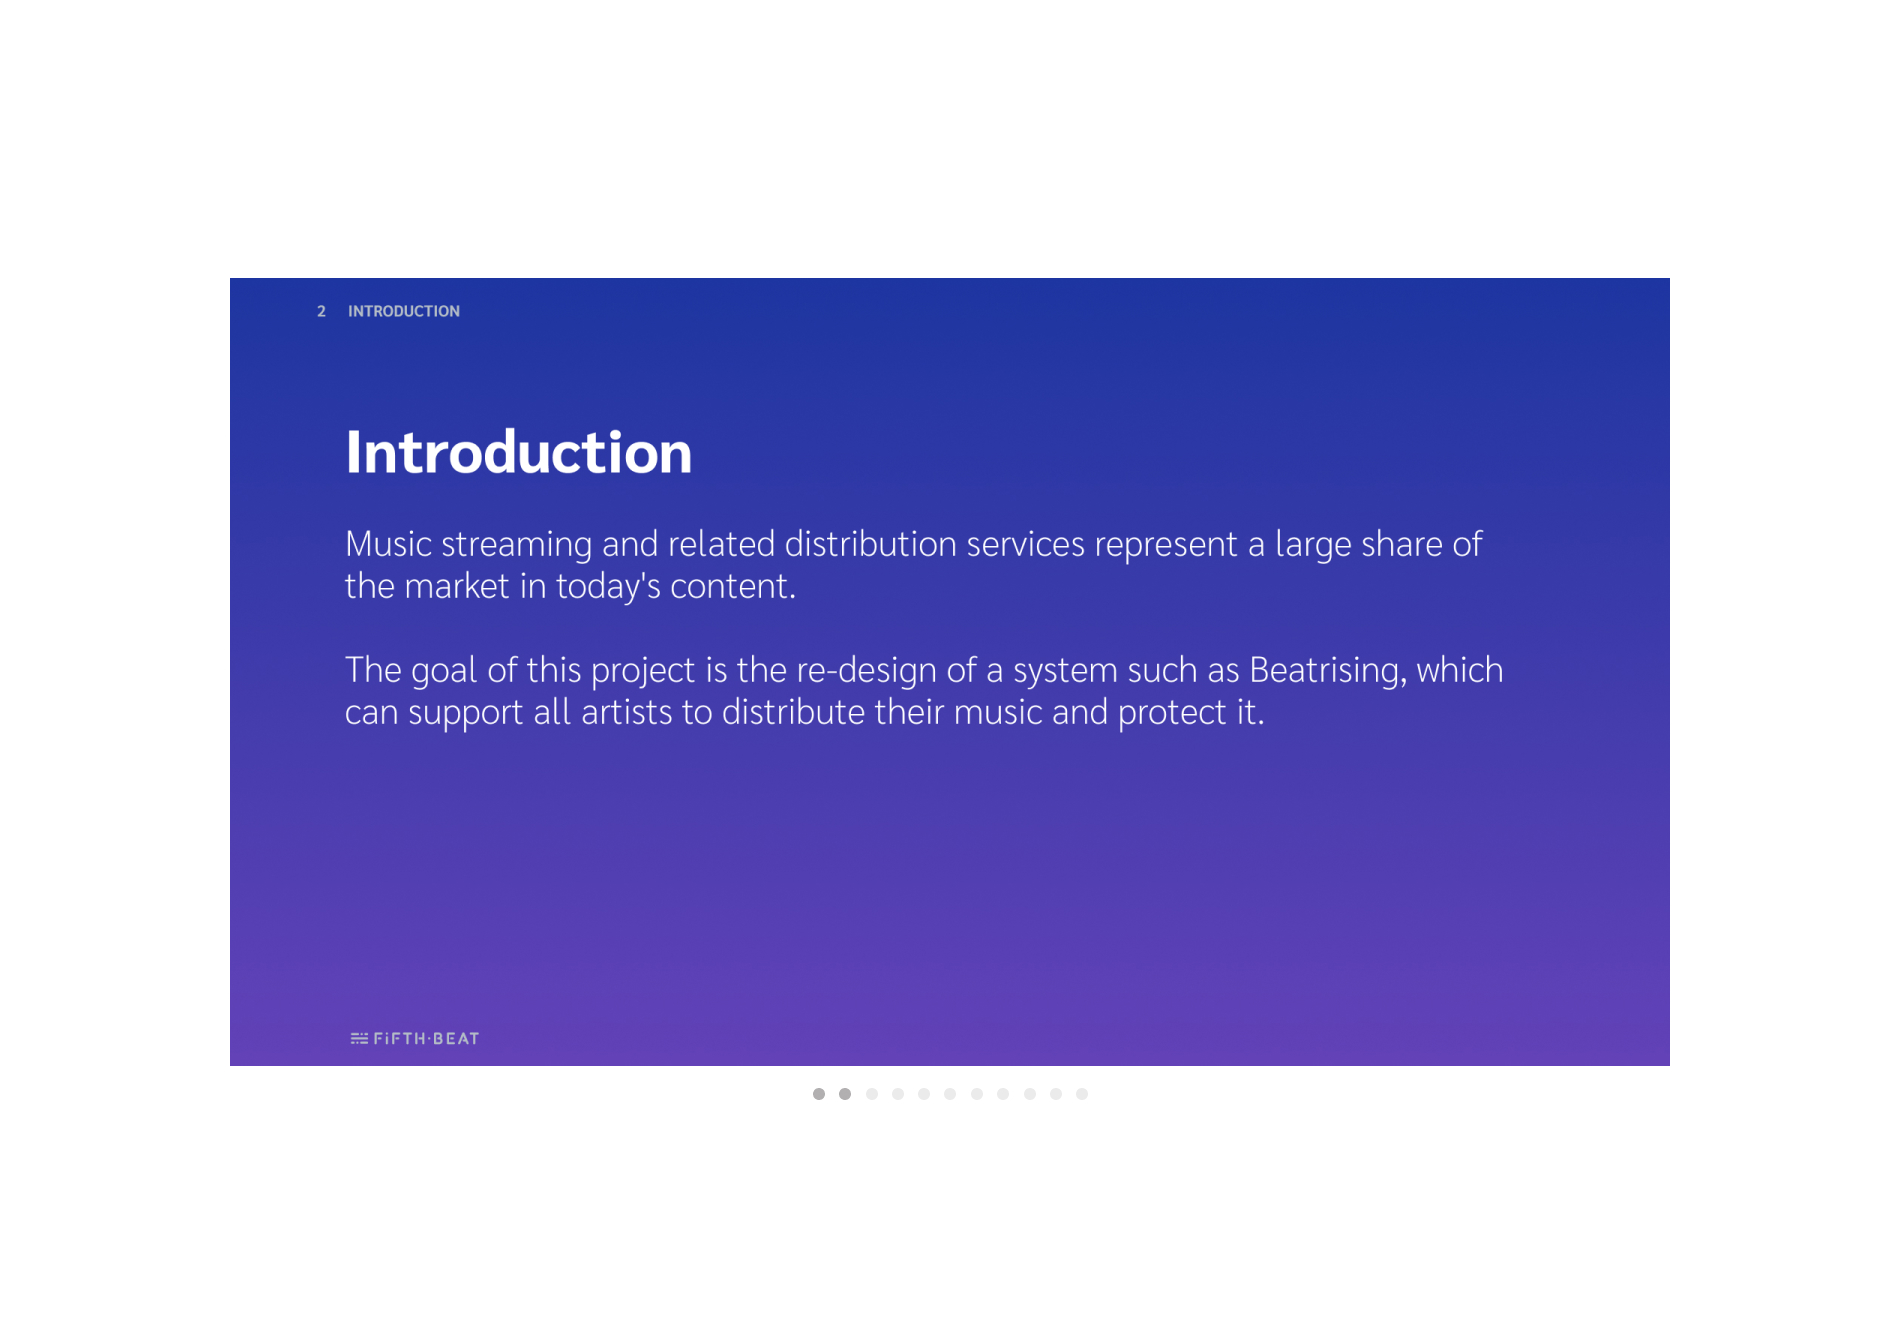 2 INTRODUCTION
Introduction
Music streaming and related distribution services represent a large share of
the market in today's content.
The goal of this project is the re-design of a system such as Beatrising, which
can support all artists to distribute their music and protect it.
FiFTH·BEAT